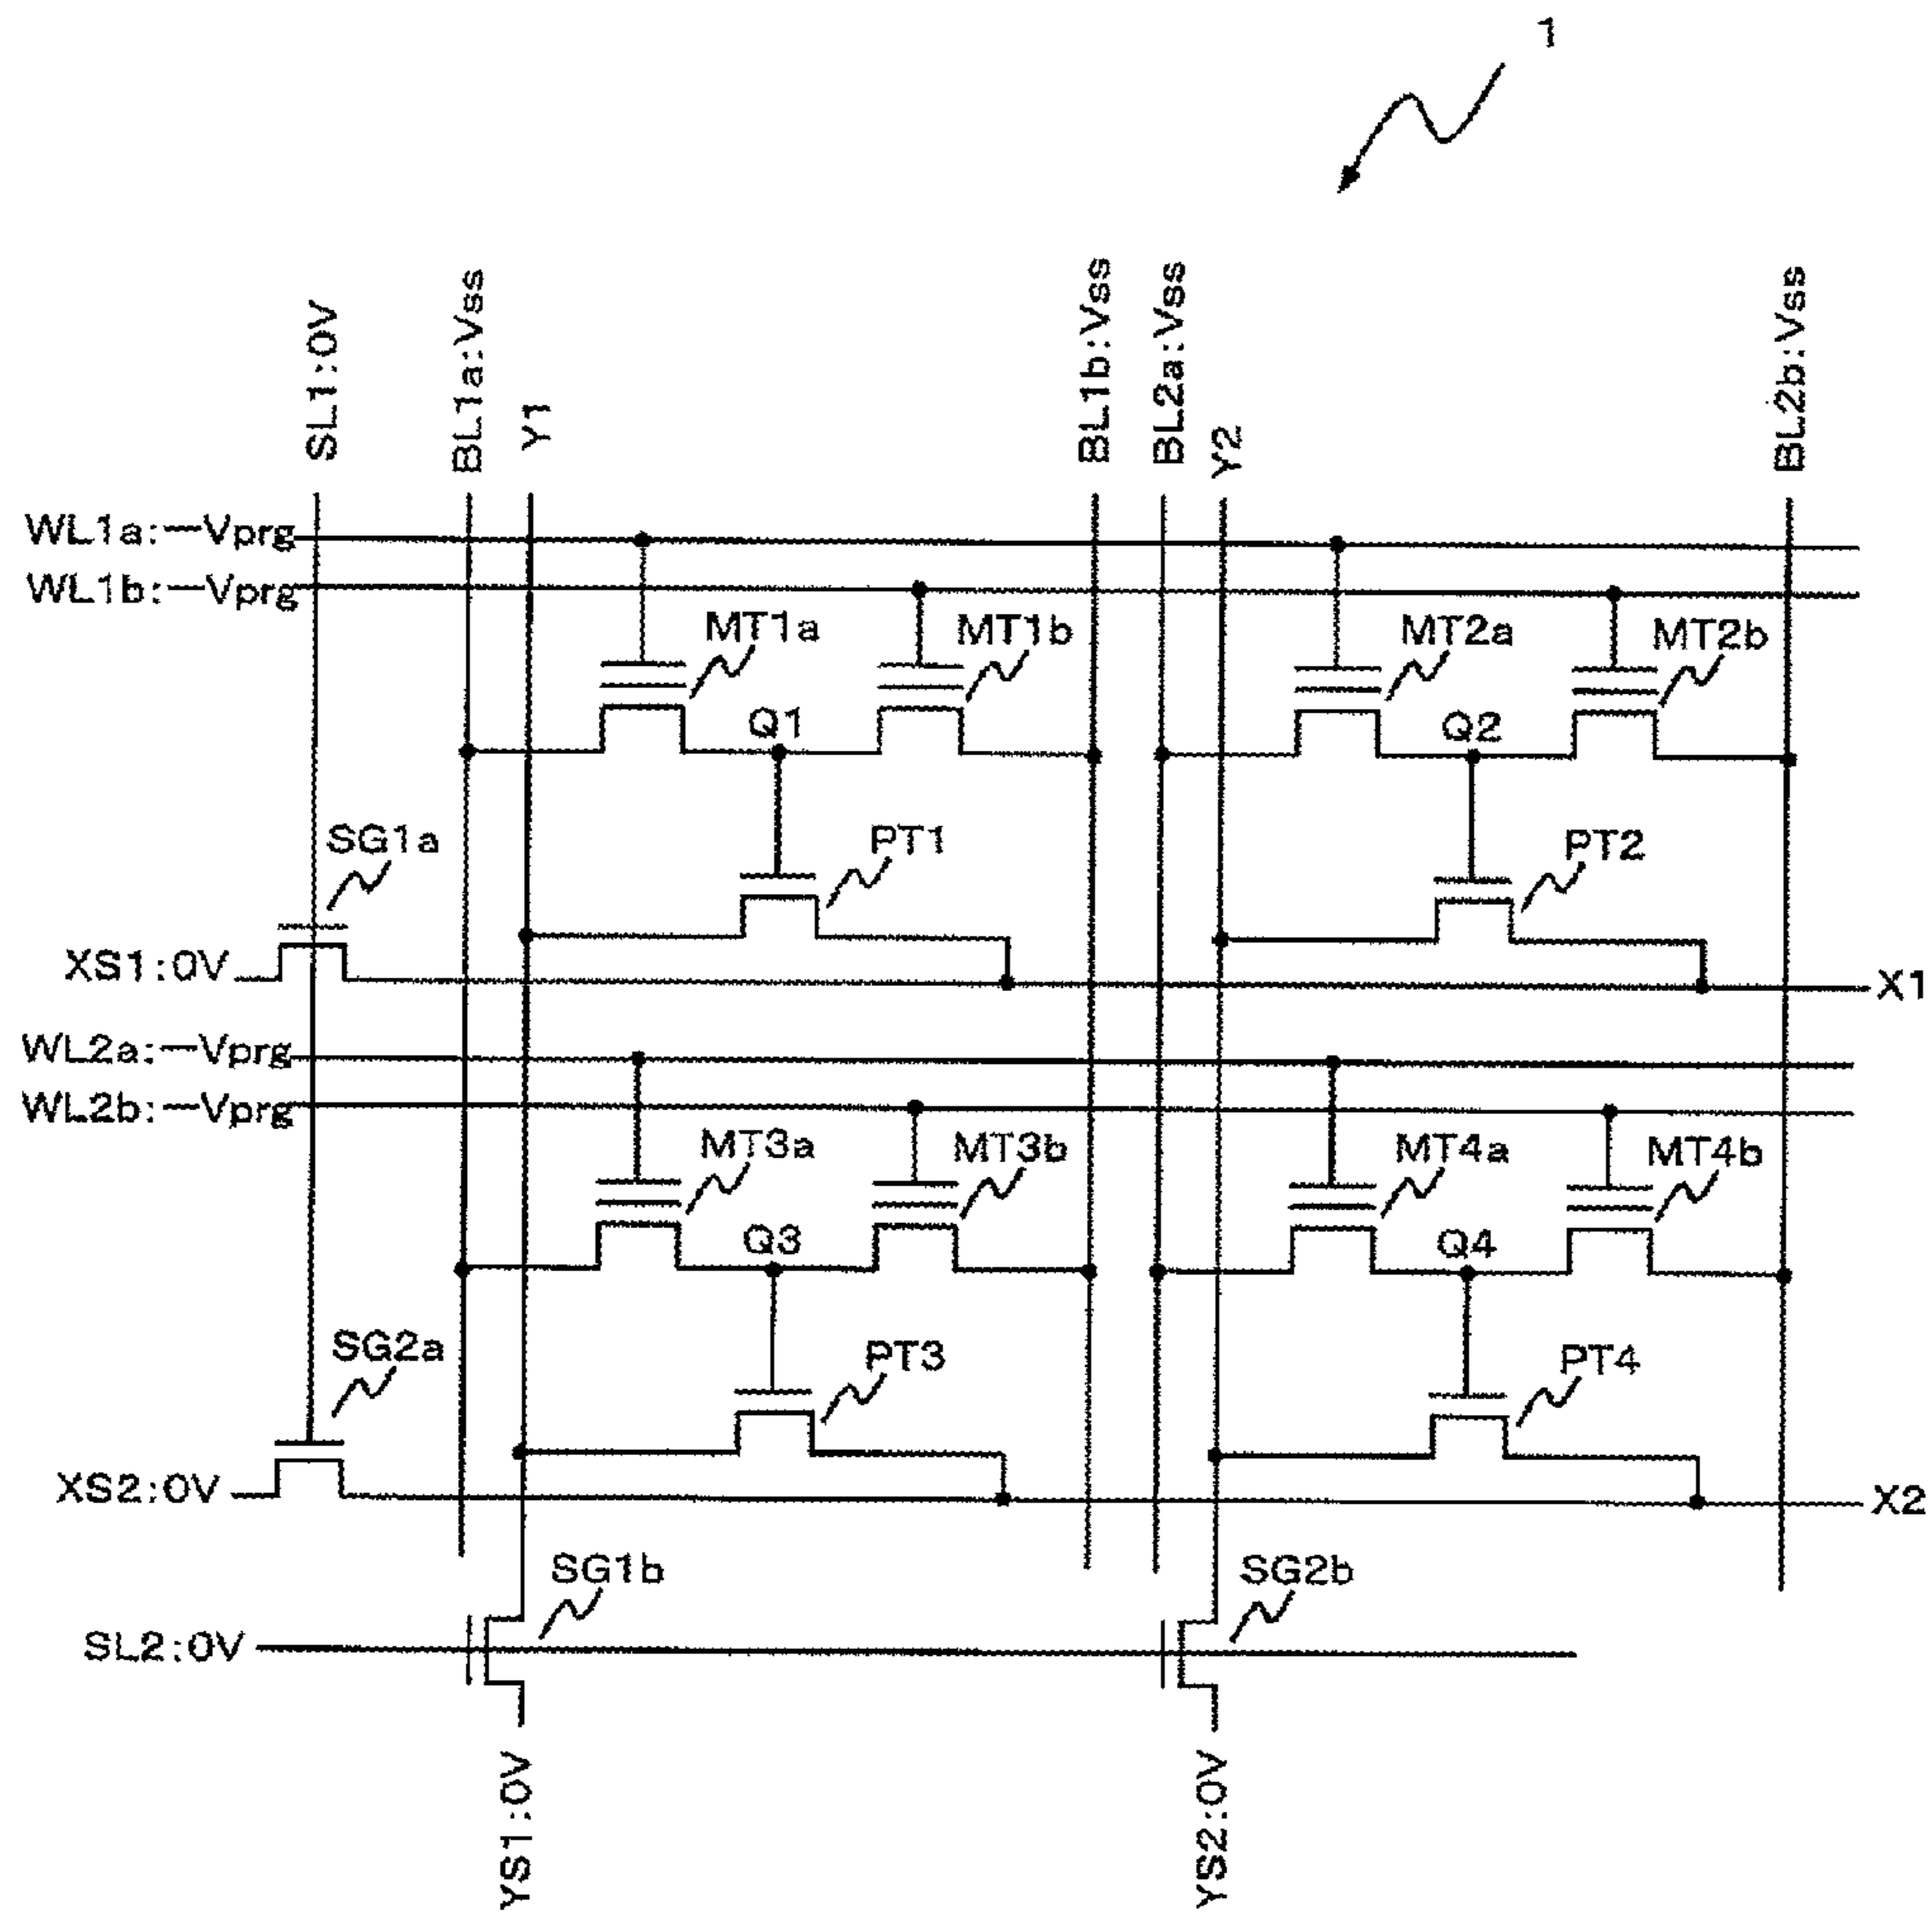 1
SL1:0V
BL1a:Vss
Y1
BL1b:Vss
BL2a:Vss
Y2
BL2b:Vss
WL1a:—Vprg
WL1b:—Vprg
MT1a
MT1b
MT2a
MT2b
Q1
Q2
SG1a
PT1
PT2
XS1:0V
X1
WL2a:—Vprg
WL2b:—Vprg
MT3a
MT3b
MT4a
MT4b
Q3
Q4
SG2a
PT3
PT4
XS2:0V
X2
SG1b
SG2b
SL2:0V
YS1:0V
YS2:0V